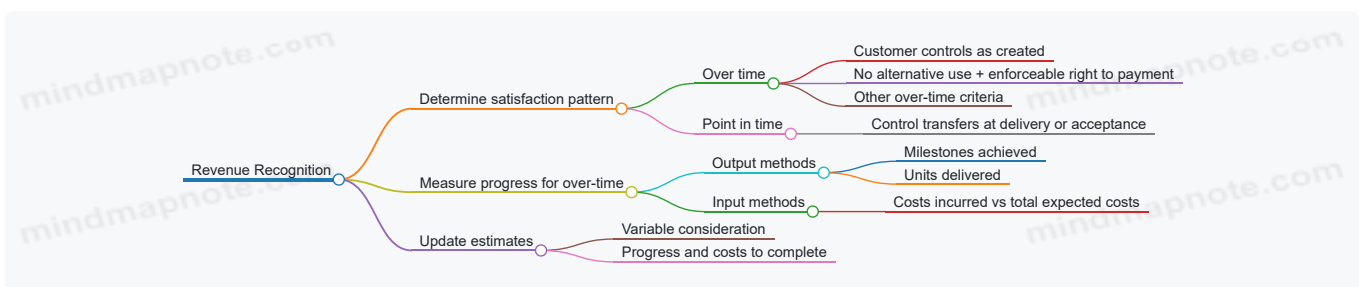 mindmapnote.com
mindmapnote.com
Revenue Recognition
Determine satisfaction pattern
Over time
Customer controls as created
No alternative use + enforceable right to payment
Other over-time criteria
Point in time
Control transfers at delivery or acceptance
Measure progress for over-time
Output methods
Milestones achieved
Units delivered
Input methods
Costs incurred vs total expected costs
Update estimates
Variable consideration
Progress and costs to complete
mindmapnote.com
mindmapnote.com